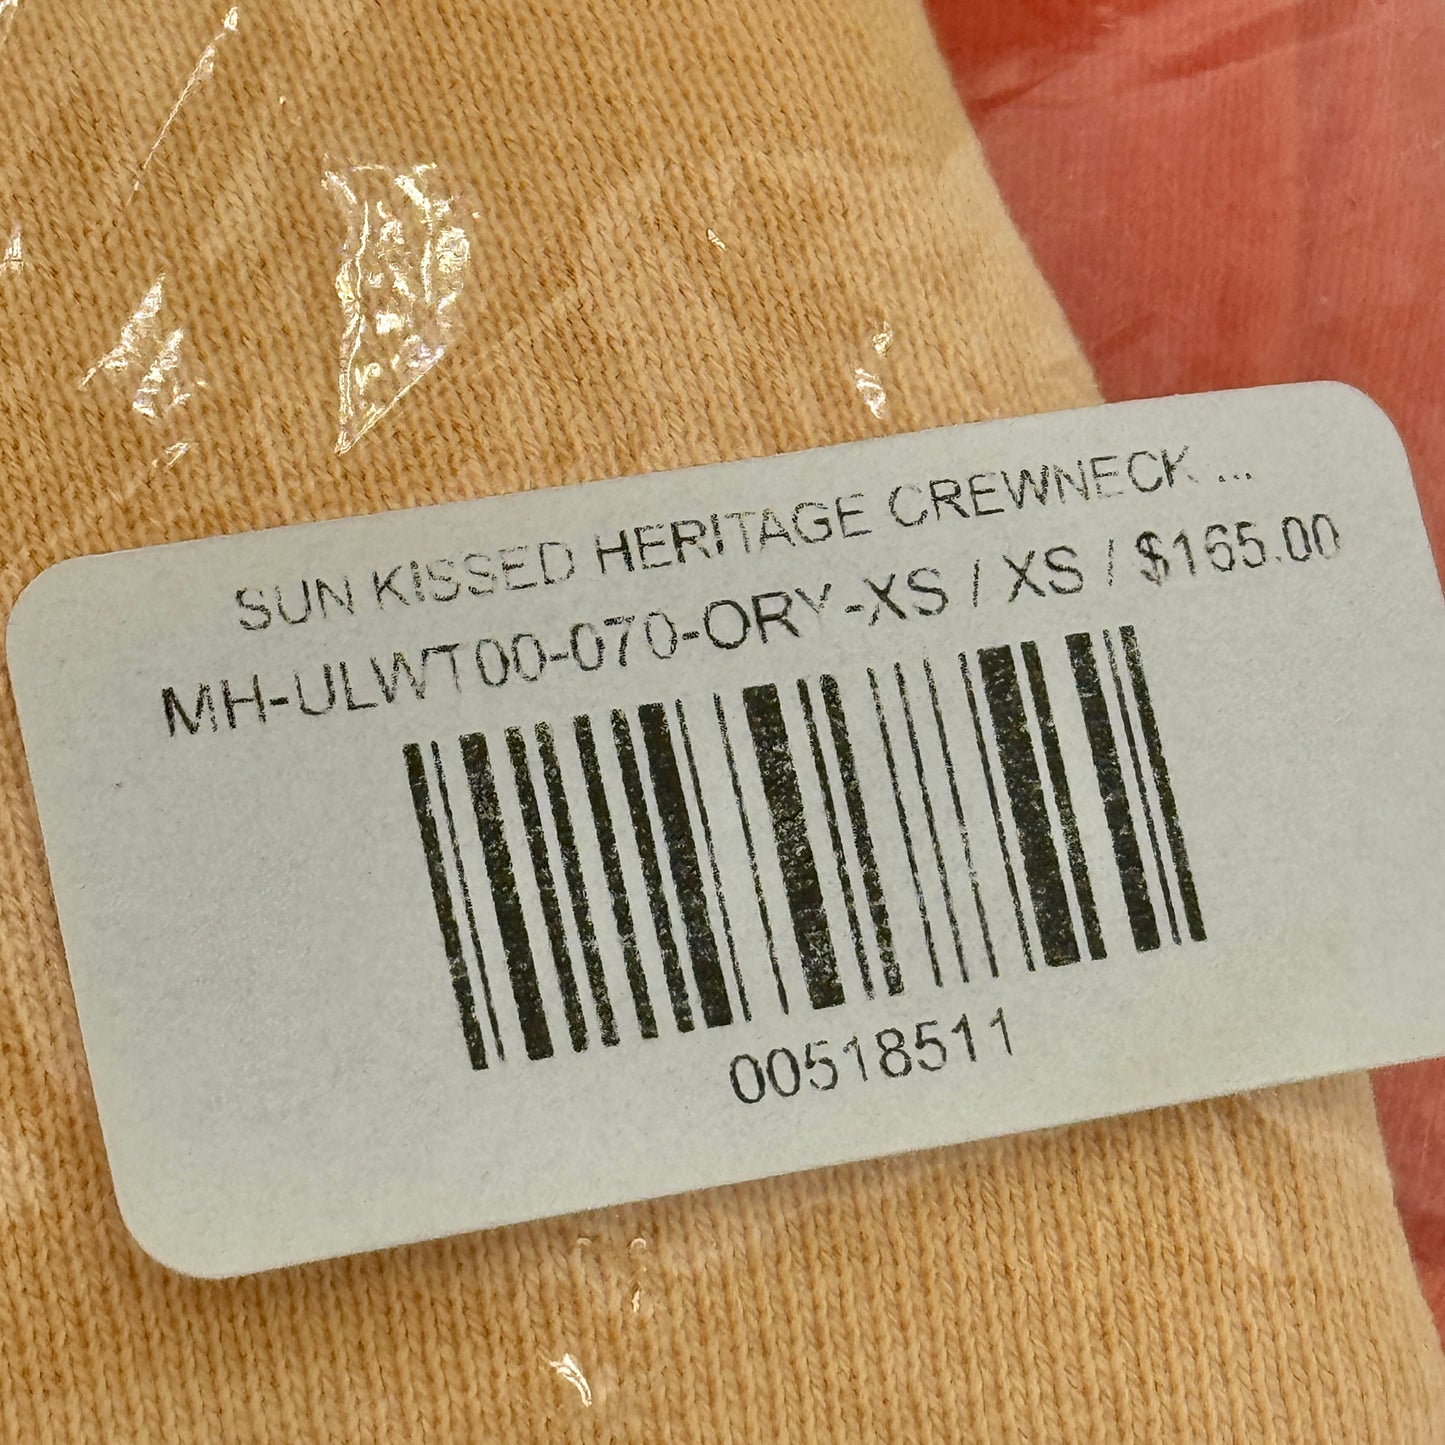 SUN KISSED HERITAGE CREWNECK ...
MH-ULWT00-070-ORY-XS / XS / $165.00
00518511